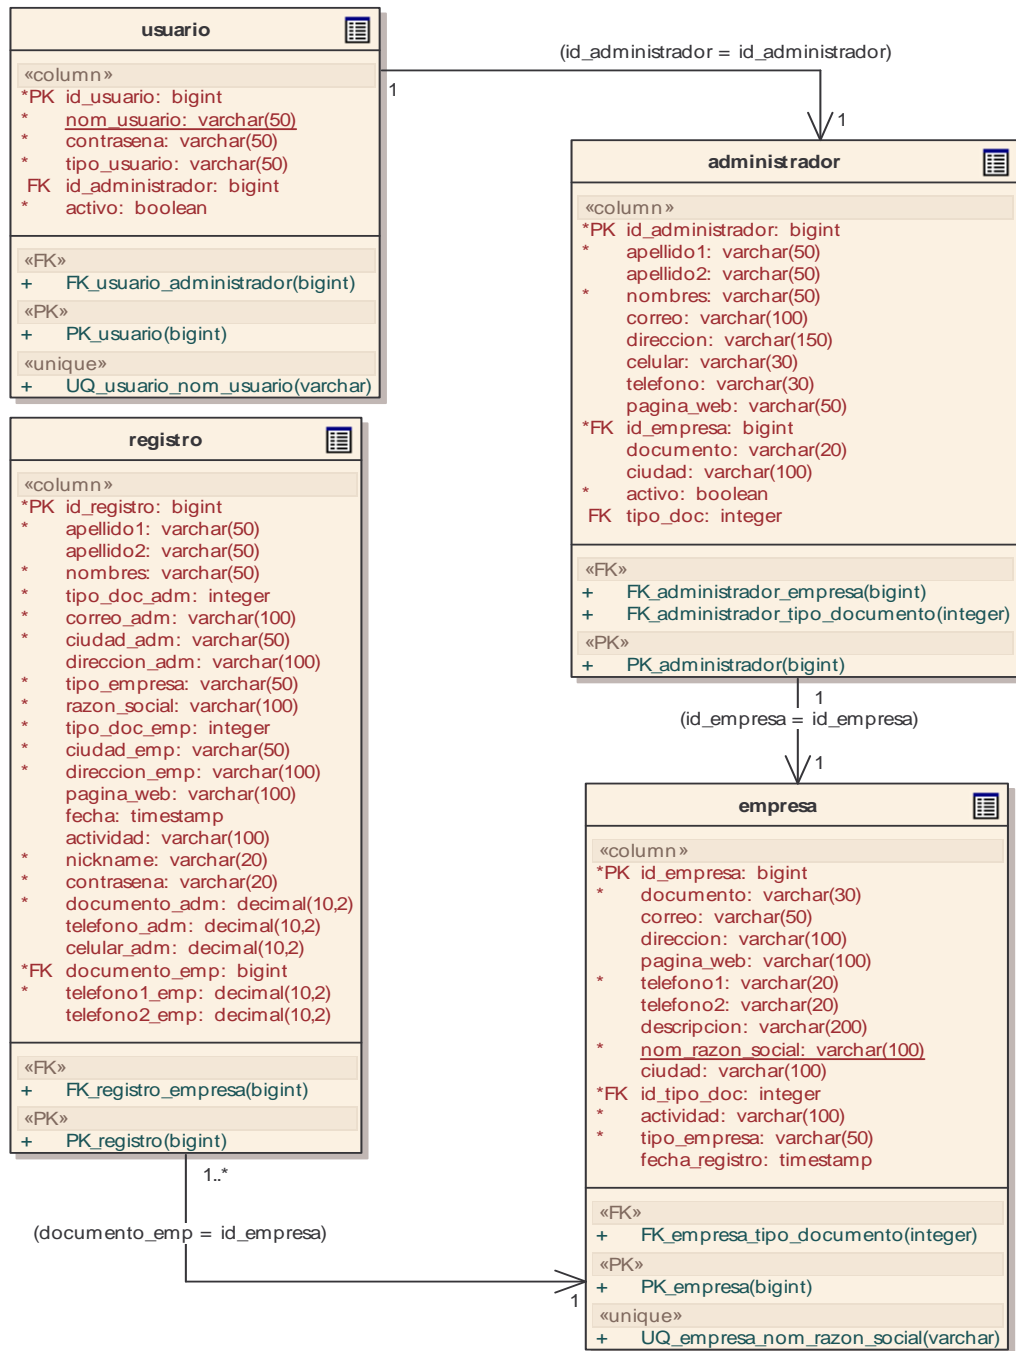 usuario
«column»
*PK id_usuario: bigint
* nom_usuario: varchar(50)
* contrasena: varchar(50)
* tipo_usuario: varchar(50)
FK id_administrador: bigint
* activo: boolean
«FK»
+ FK_usuario_administrador(bigint)
«PK»
+ PK_usuario(bigint)
«unique»
+ UQ_usuario_nom_usuario(varchar)
(id_administrador = id_administrador)
1
1
administrador
«column»
*PK id_administrador: bigint
* apellido1: varchar(50)
apellido2: varchar(50)
* nombres: varchar(50)
correo: varchar(100)
direccion: varchar(150)
celular: varchar(30)
telefono: varchar(30)
pagina_web: varchar(50)
*FK id_empresa: bigint
documento: varchar(20)
ciudad: varchar(100)
* activo: boolean
FK tipo_doc: integer
«FK»
+ FK_administrador_empresa(bigint)
+ FK_administrador_tipo_documento(integer)
«PK»
+ PK_administrador(bigint)
1
(id_empresa = id_empresa)
1
registro
«column»
*PK id_registro: bigint
* apellido1: varchar(50)
apellido2: varchar(50)
* nombres: varchar(50)
* tipo_doc_adm: integer
* correo_adm: varchar(100)
* ciudad_adm: varchar(50)
direccion_adm: varchar(100)
* tipo_empresa: varchar(50)
* razon_social: varchar(100)
* tipo_doc_emp: integer
* ciudad_emp: varchar(50)
* direccion_emp: varchar(100)
pagina_web: varchar(100)
fecha: timestamp
actividad: varchar(100)
* nickname: varchar(20)
* contrasena: varchar(20)
* documento_adm: decimal(10,2)
telefono_adm: decimal(10,2)
celular_adm: decimal(10,2)
*FK documento_emp: bigint
* telefono1_emp: decimal(10,2)
telefono2_emp: decimal(10,2)
«FK»
+ FK_registro_empresa(bigint)
«PK»
+ PK_registro(bigint)
1..*
(documento_emp = id_empresa)
1
empresa
«column»
*PK id_empresa: bigint
* documento: varchar(30)
correo: varchar(50)
direccion: varchar(100)
pagina_web: varchar(100)
* telefono1: varchar(20)
telefono2: varchar(20)
descripcion: varchar(200)
* nom_razon_social: varchar(100)
ciudad: varchar(100)
*FK id_tipo_doc: integer
* actividad: varchar(100)
* tipo_empresa: varchar(50)
fecha_registro: timestamp
«FK»
+ FK_empresa_tipo_documento(integer)
«PK»
+ PK_empresa(bigint)
«unique»
+ UQ_empresa_nom_razon_social(varchar)